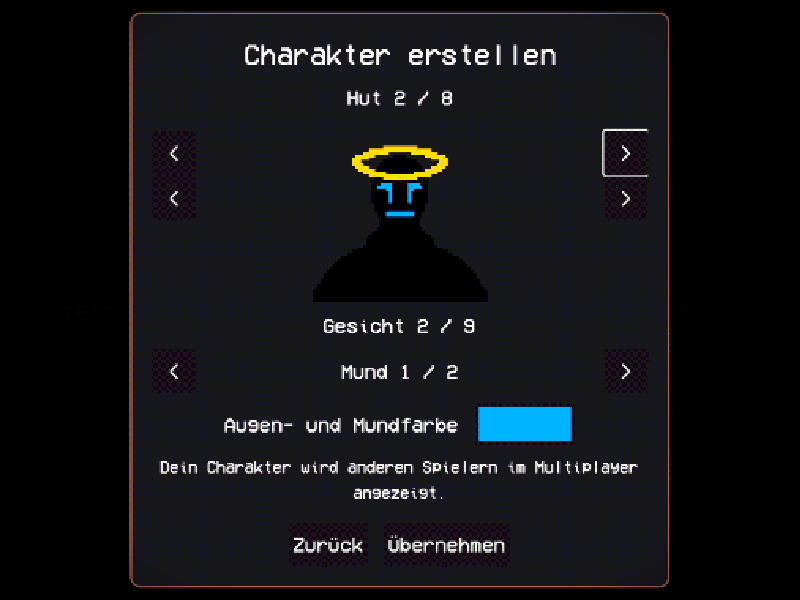 Charakter erstellen
Hut 2 / 8
Gesicht 2 / 9
Mund 1 / 2
Augen- und Mundfarbe
Dein Charakter wird anderen Spielern im Multiplayer
angezeigt.
Zurück Übernehmen